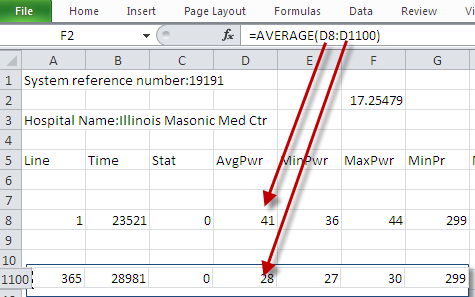 File Home Insert Page Layout Formulas Data Review View
F2 fx =AVERAGE(D8:D1100)
A B C D E F G
1 System reference number:19191
2 17.25479
3 Hospital Name:Illinois Masonic Med Ctr
4
5 Line Time Stat AvgPwr MinPwr MaxPwr MinPr
6
7
8 1 23521 0 41 36 44 299
9
10
1100 365 28981 0 28 27 30 299